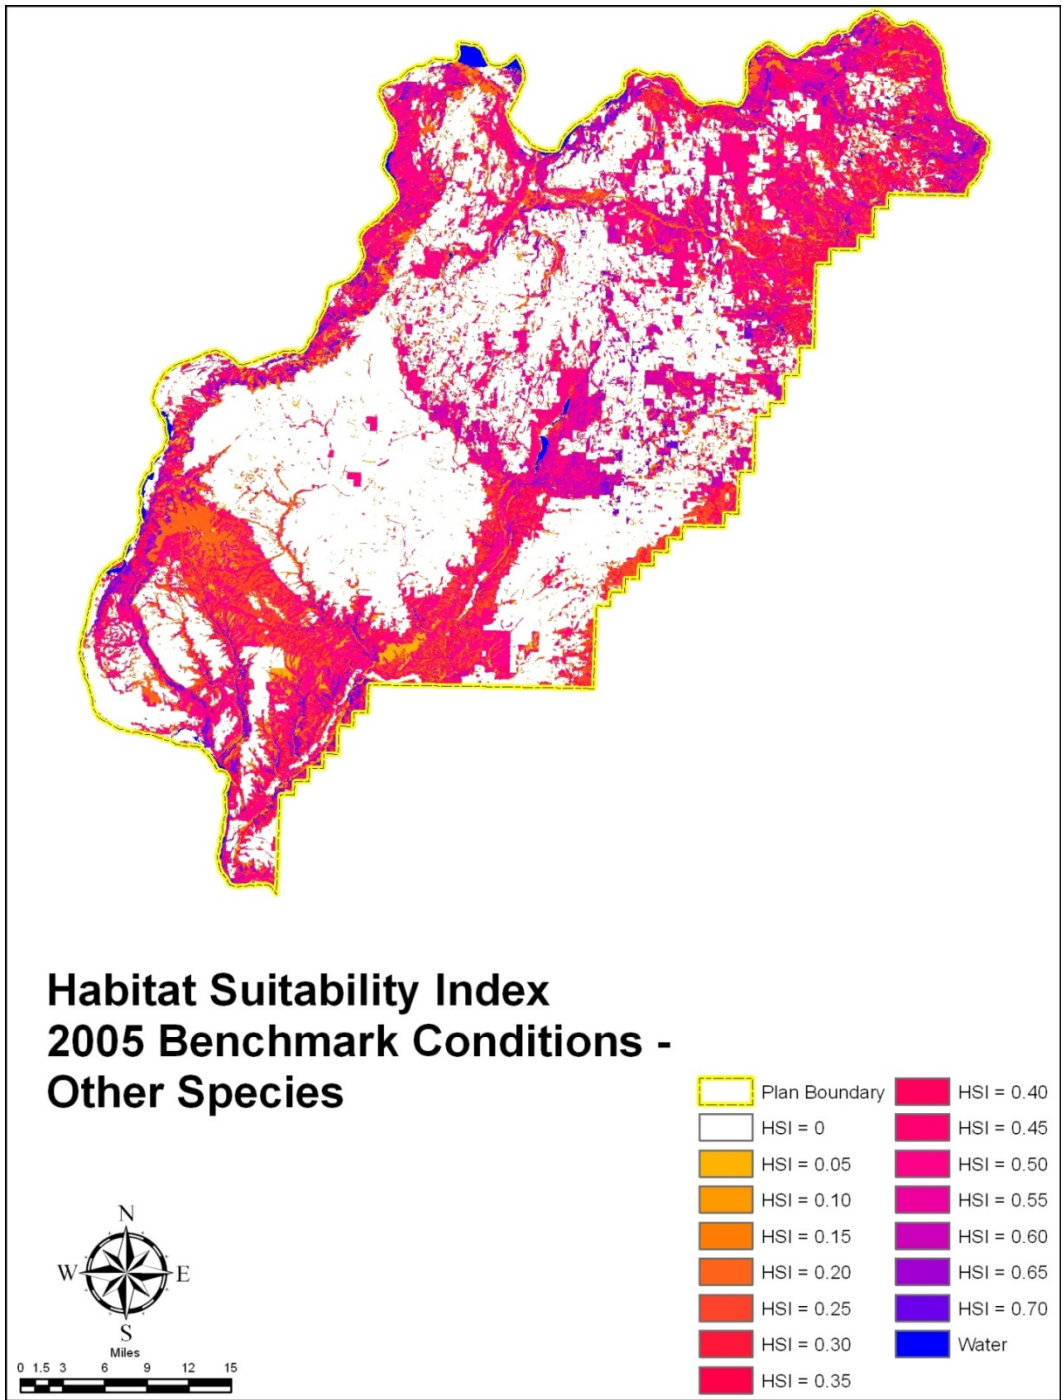 Habitat Suitability Index
2005 Benchmark Conditions -
Other Species
Plan Boundary
HSI = 0
HSI = 0.05
HSI = 0.10
HSI = 0.15
HSI = 0.20
HSI = 0.25
HSI = 0.30
HSI = 0.35
HSI = 0.40
HSI = 0.45
HSI = 0.50
HSI = 0.55
HSI = 0.60
HSI = 0.65
HSI = 0.70
Water
N
W E
S
Miles
0 1.5 3 6 9 12 15